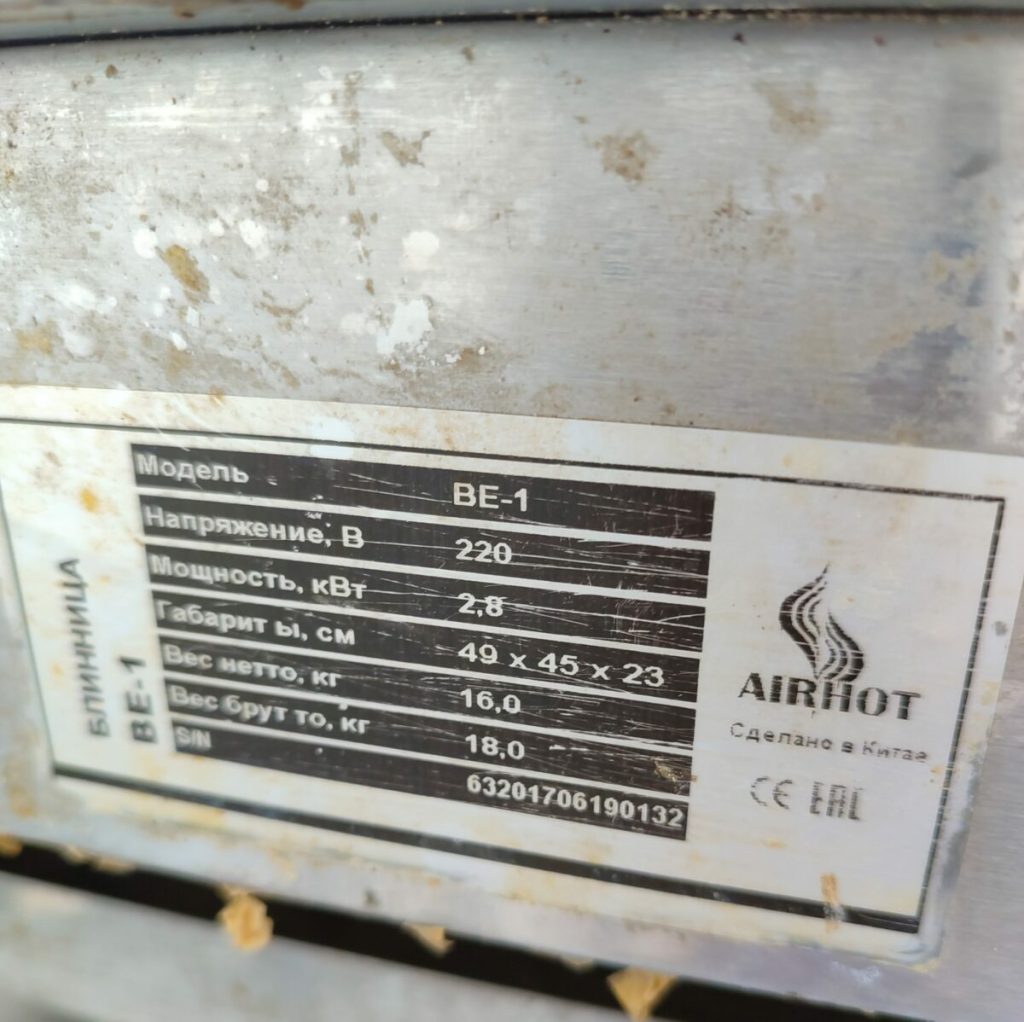 БЛИННИЦА
BE-1
Модель BE-1
Напряжение, В 220
Мощность, кВт 2,8
Габарит ы, см 49 x 45 x 23
Вес нетто, кг 16,0
Вес брут то, кг 18,0
S/N 63201706190132
AIRHOT
Сделано в Китае
CE EAC